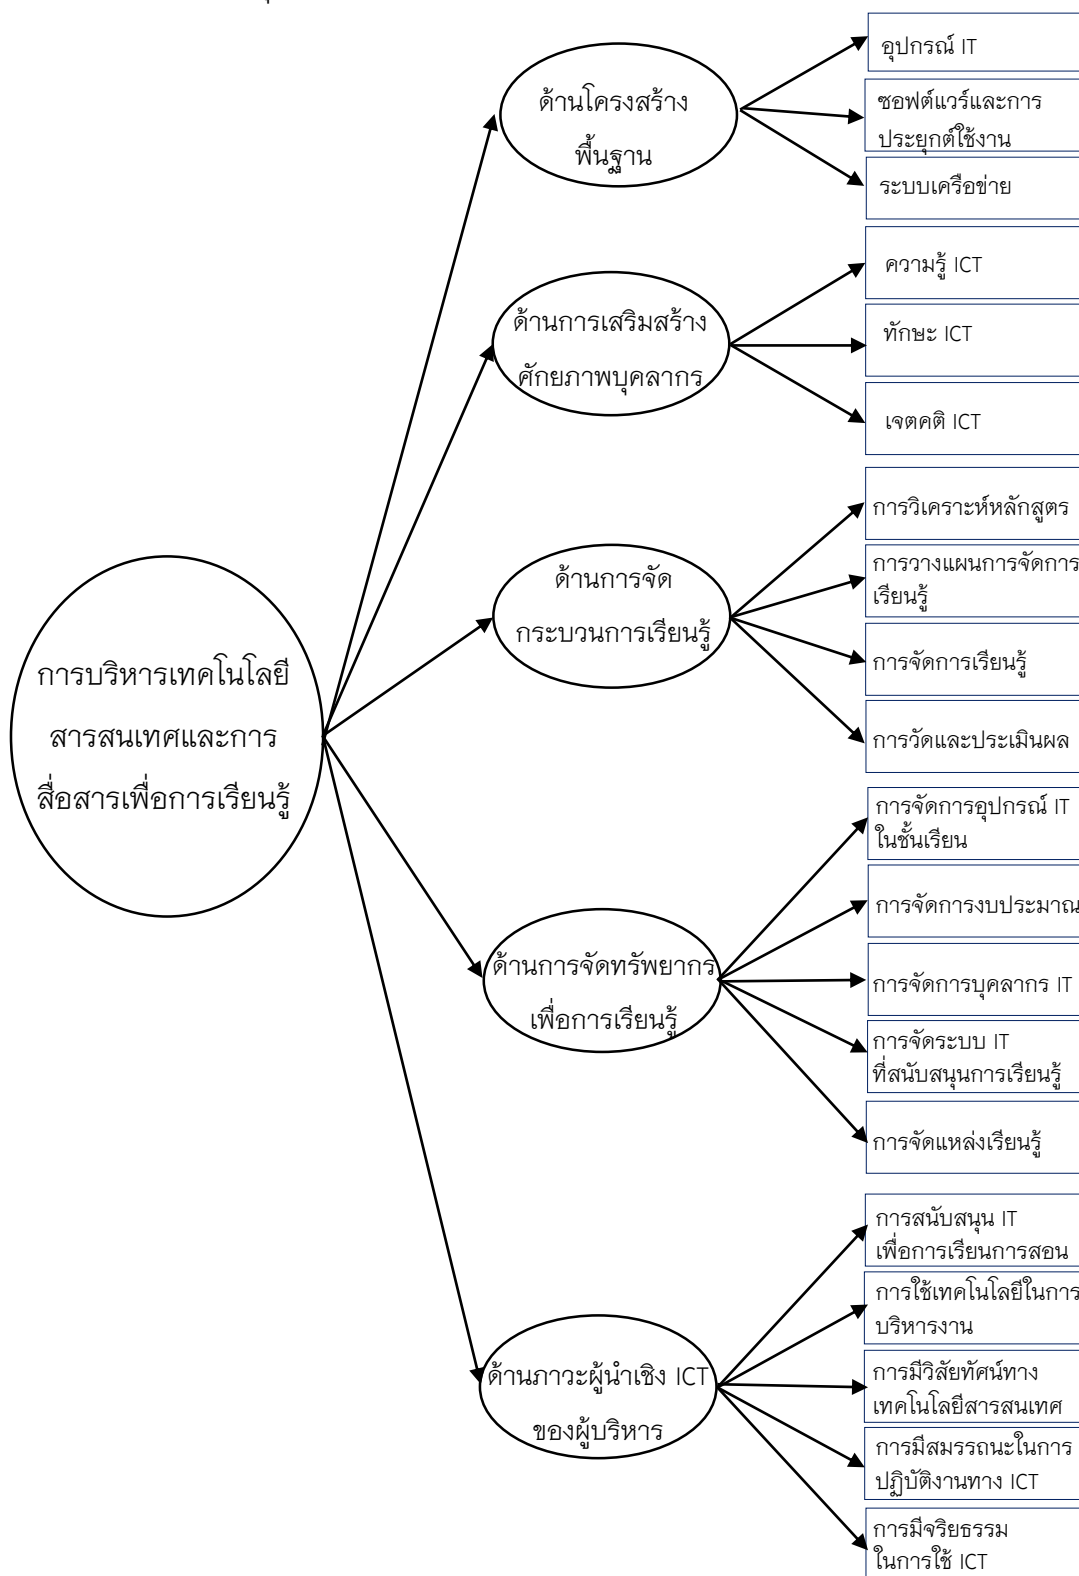 การบริหารเทคโนโลยี
สารสนเทศและการ
สื่อสารเพื่อการเรียนรู้
ด้านโครงสร้าง
พื้นฐาน
อุปกรณ์ IT
ซอฟต์แวร์และการ
ประยุกต์ใช้งาน
ระบบเครือข่าย
ด้านการเสริมสร้าง
ศักยภาพบุคลากร
ความรู้ ICT
ทักษะ ICT
เจตคติ ICT
ด้านการจัด
กระบวนการเรียนรู้
การวิเคราะห์หลักสูตร
การวางแผนการจัดการ
เรียนรู้
การจัดการเรียนรู้
การวัดและประเมินผล
ด้านการจัดทรัพยากร
เพื่อการเรียนรู้
การจัดการอุปกรณ์ IT
ในชั้นเรียน
การจัดการงบประมาณ
การจัดการบุคลากร IT
การจัดระบบ IT
ที่สนับสนุนการเรียนรู้
การจัดแหล่งเรียนรู้
ด้านภาวะผู้นำเชิง ICT
ของผู้บริหาร
การสนับสนุน IT
เพื่อการเรียนการสอน
การใช้เทคโนโลยีในการ
บริหารงาน
การมีวิสัยทัศน์ทาง
เทคโนโลยีสารสนเทศ
การมีสมรรถนะในการ
ปฏิบัติงานทาง ICT
การมีจริยธรรม
ในการใช้ ICT